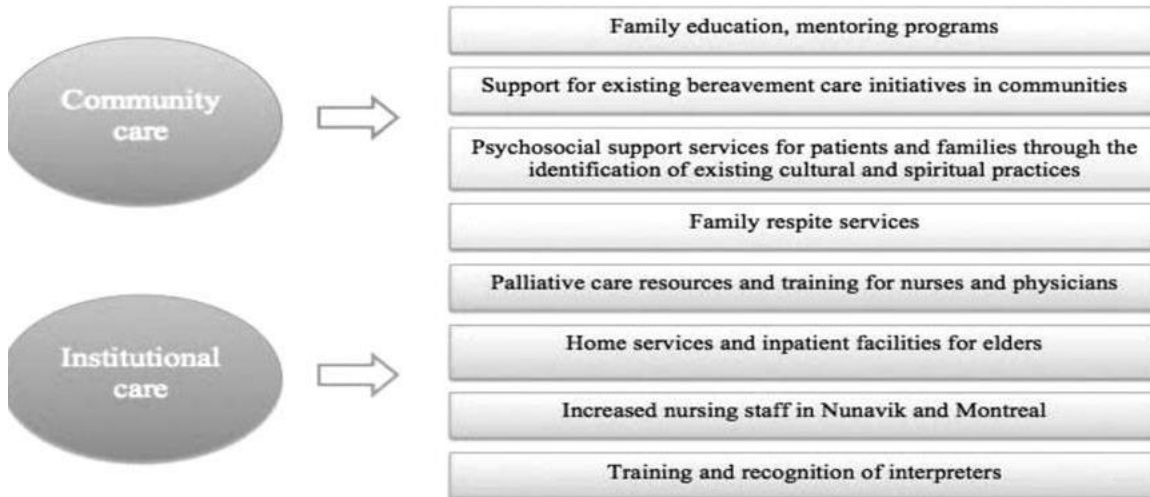 Community
care
Family education, mentoring programs
Support for existing bereavement care initiatives in communities
Psychosocial support services for patients and families through the
identification of existing cultural and spiritual practices
Family respite services
Institutional
care
Palliative care resources and training for nurses and physicians
Home services and inpatient facilities for elders
Increased nursing staff in Nunavik and Montreal
Training and recognition of interpreters